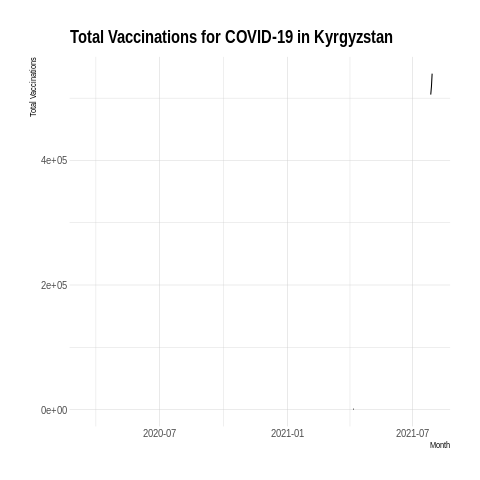 Total Vaccinations for COVID-19 in Kyrgyzstan
Total Vaccinations
4e+05
2e+05
0e+00
2020-07
2021-01
2021-07
Month